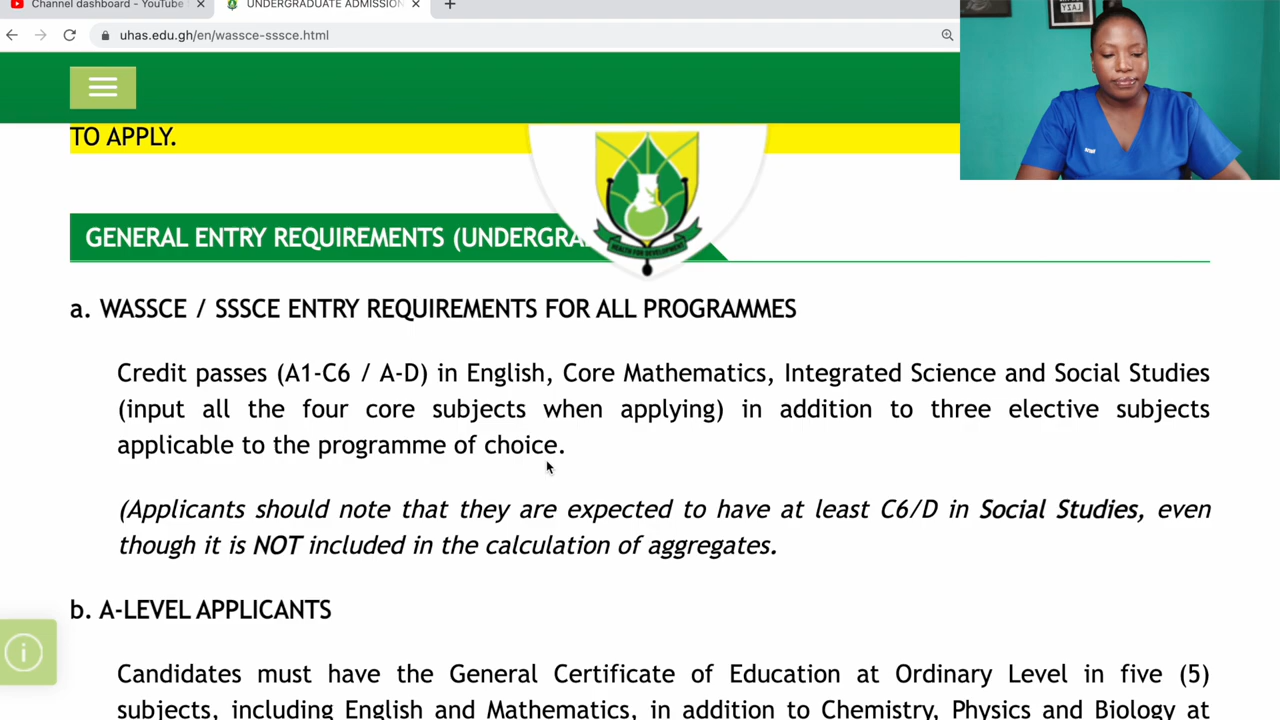 Channel dashboard - YouTube
UNDERGRADUATE ADMISSION
uhas.edu.gh/en/wassce-sssce.html
TO APPLY.
HEALTH FOR DEVELOPMENT
GENERAL ENTRY REQUIREMENTS (UNDERGRA
a. WASSCE / SSSCE ENTRY REQUIREMENTS FOR ALL PROGRAMMES
Credit passes (A1-C6 / A-D) in English, Core Mathematics, Integrated Science and Social Studies
(input all the four core subjects when applying) in addition to three elective subjects
applicable to the programme of choice.
(Applicants should note that they are expected to have at least C6/D in Social Studies, even
though it is NOT included in the calculation of aggregates.
b. A-LEVEL APPLICANTS
Candidates must have the General Certificate of Education at Ordinary Level in five (5)
subjects, including English and Mathematics, in addition to Chemistry, Physics and Biology at